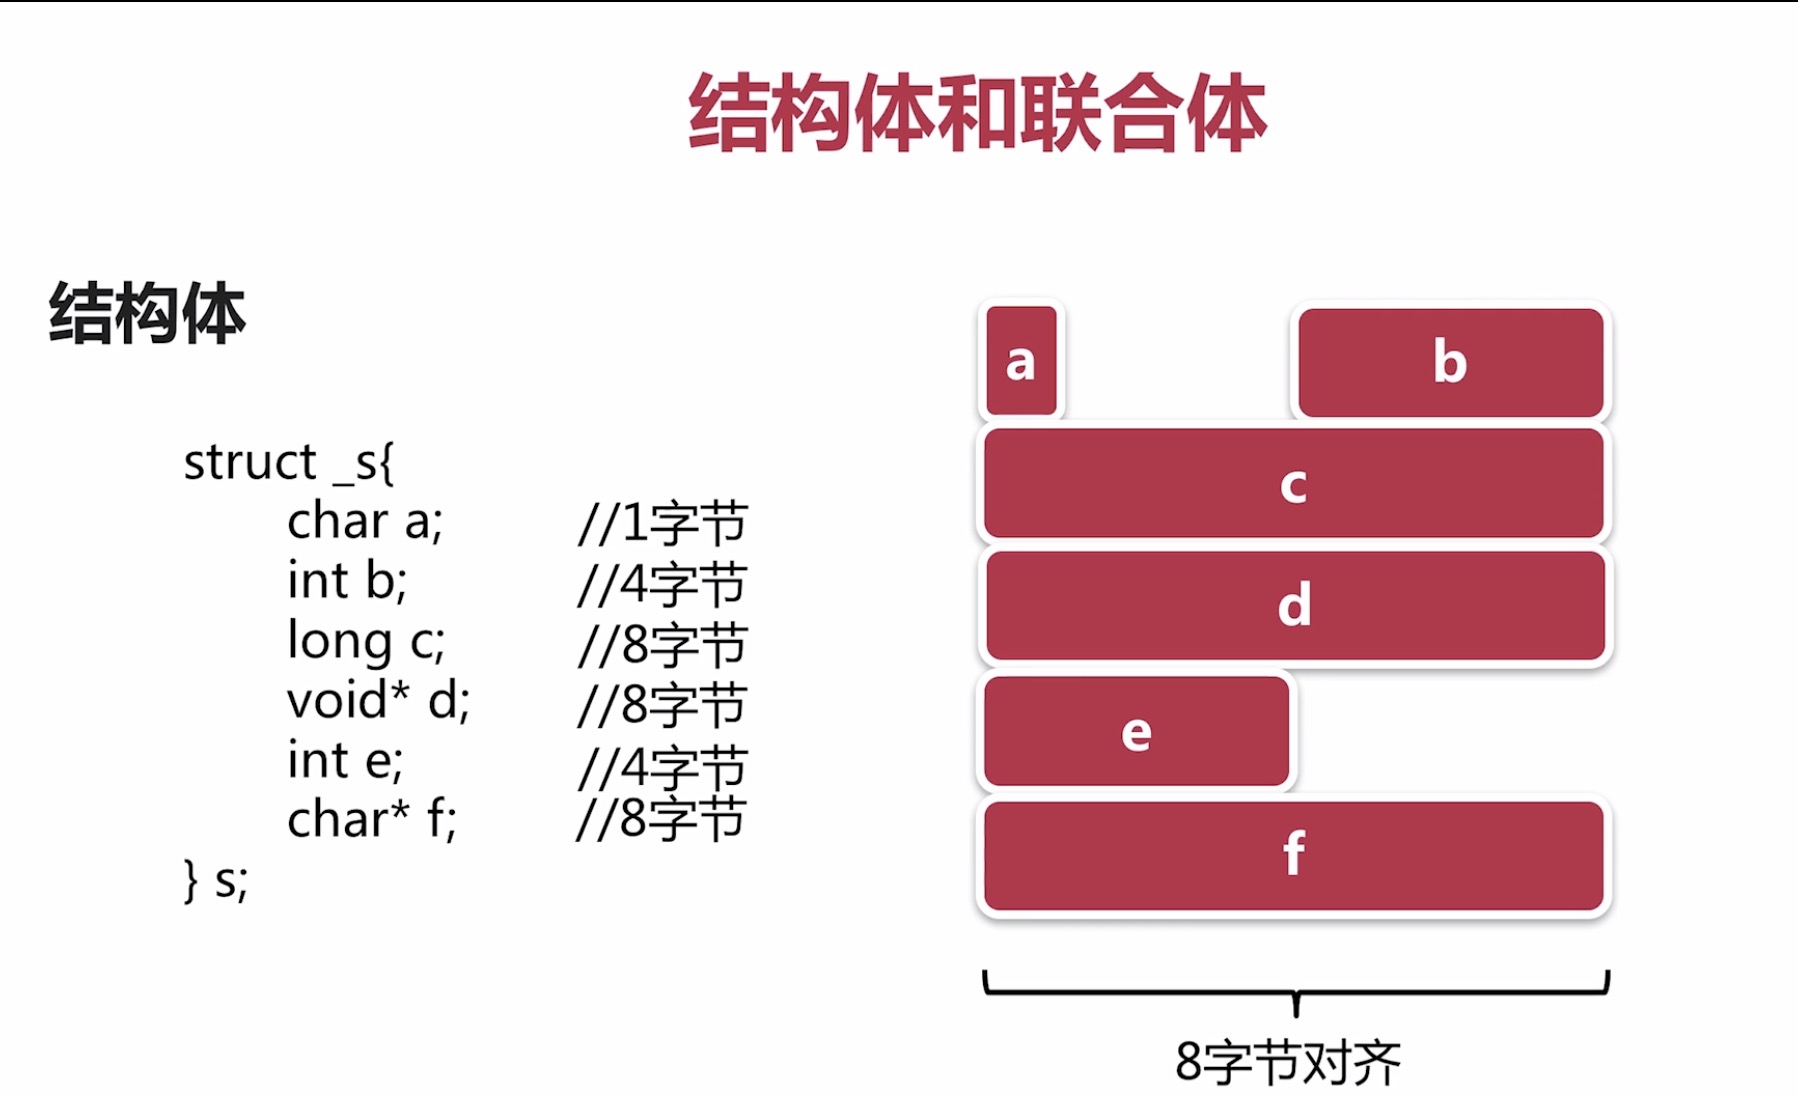 结构体和联合体
结构体
struct _s{
char a; //1字节
int b; //4字节
long c; //8字节
void* d; //8字节
int e; //4字节
char* f; //8字节
} s;
a b
c
d
e
f
8字节对齐